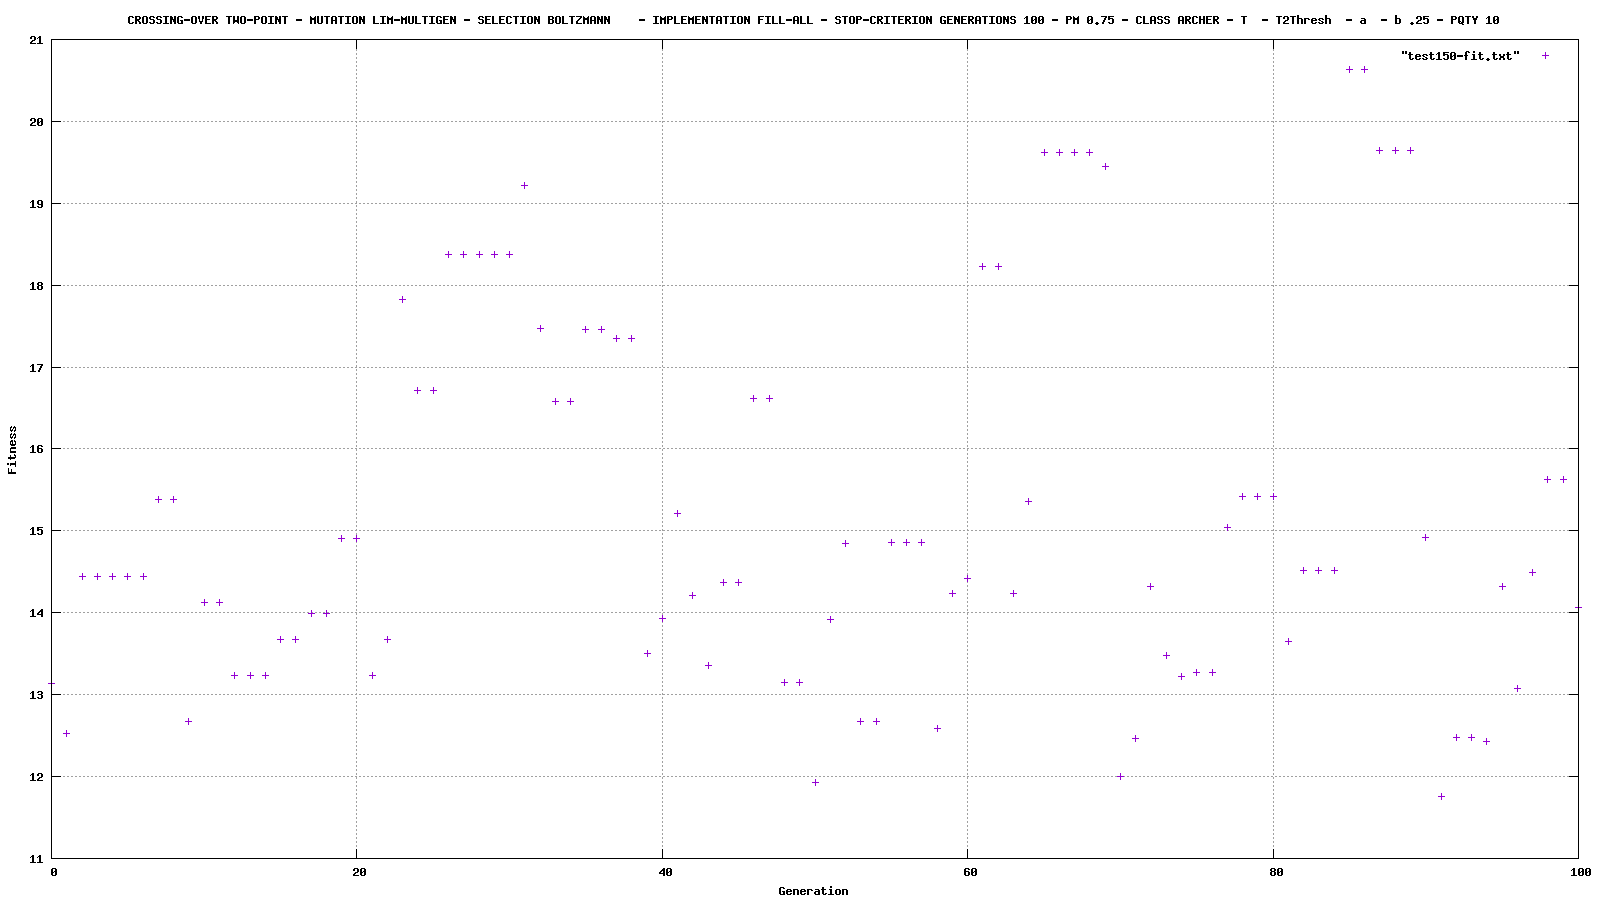 CROSSING-OVER TWO-POINT - MUTATION LIM-MULTIGEN - SELECTION BOLTZMANN - IMPLEMENTATION FILL-ALL - STOP-CRITERION GENERATIONS 100 - PM 0.75 - CLASS ARCHER - T - T2Thresh - a - b .25 - PQTY 10
"test150-fit.txt"
21
20
19
18
17
16
15
14
13
12
11
Fitness
0 20 40 60 80 100
Generation